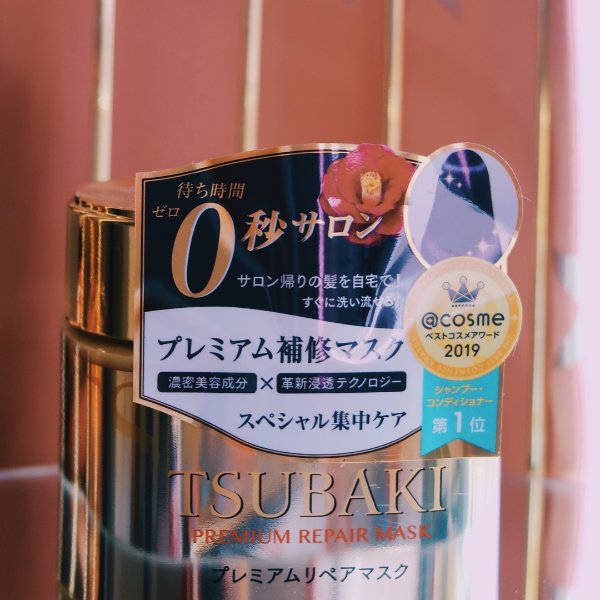 待ち時間
ゼロ
0秒サロン
サロン帰りの髪を自宅で!
すぐに洗い流せる!
プレミアム補修マスク
濃密美容成分 × 革新浸透テクノロジー
スペシャル集中ケア
@cosme
ベストコスメアワード
2019
シャンプー・
コンディショナー
第1位
TSUBAKI
PREMIUM REPAIR MASK
プレミアムリペアマスク